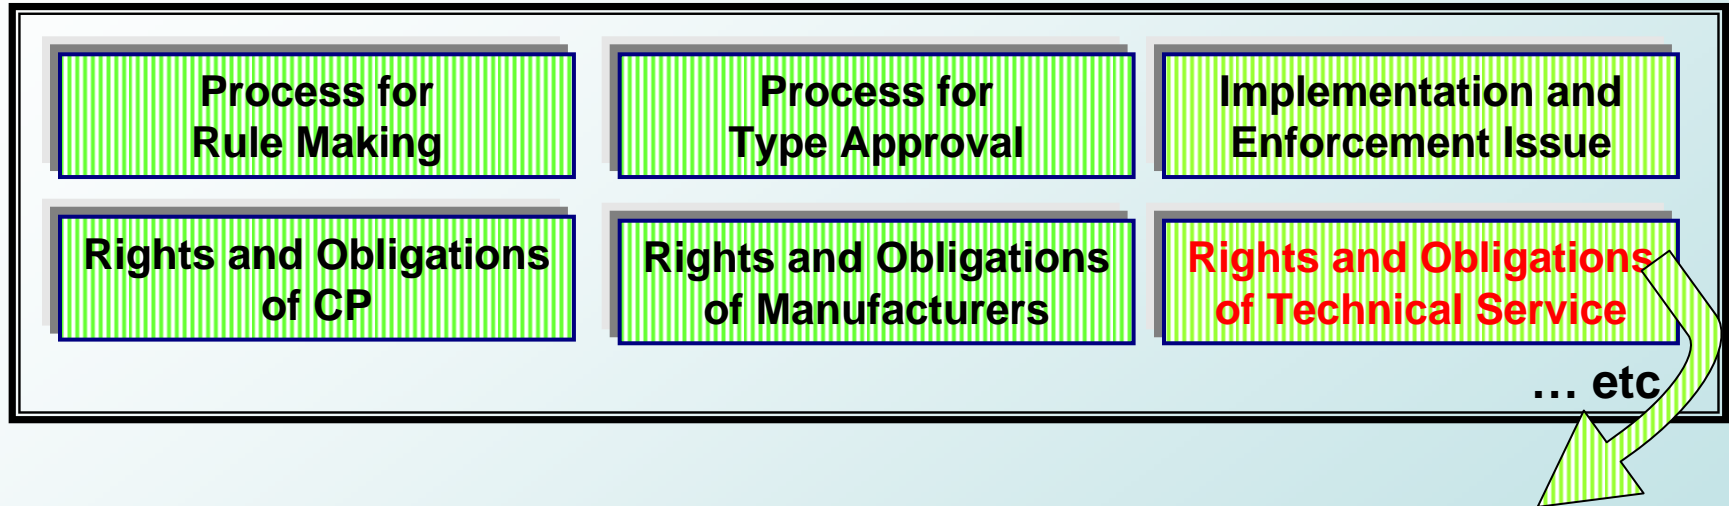 Process for
Rule Making
Process for
Type Approval
Implementation and
Enforcement Issue
Rights and Obligations
of CP
Rights and Obligations
of Manufacturers
Rights and Obligations
of Technical Service
… etc